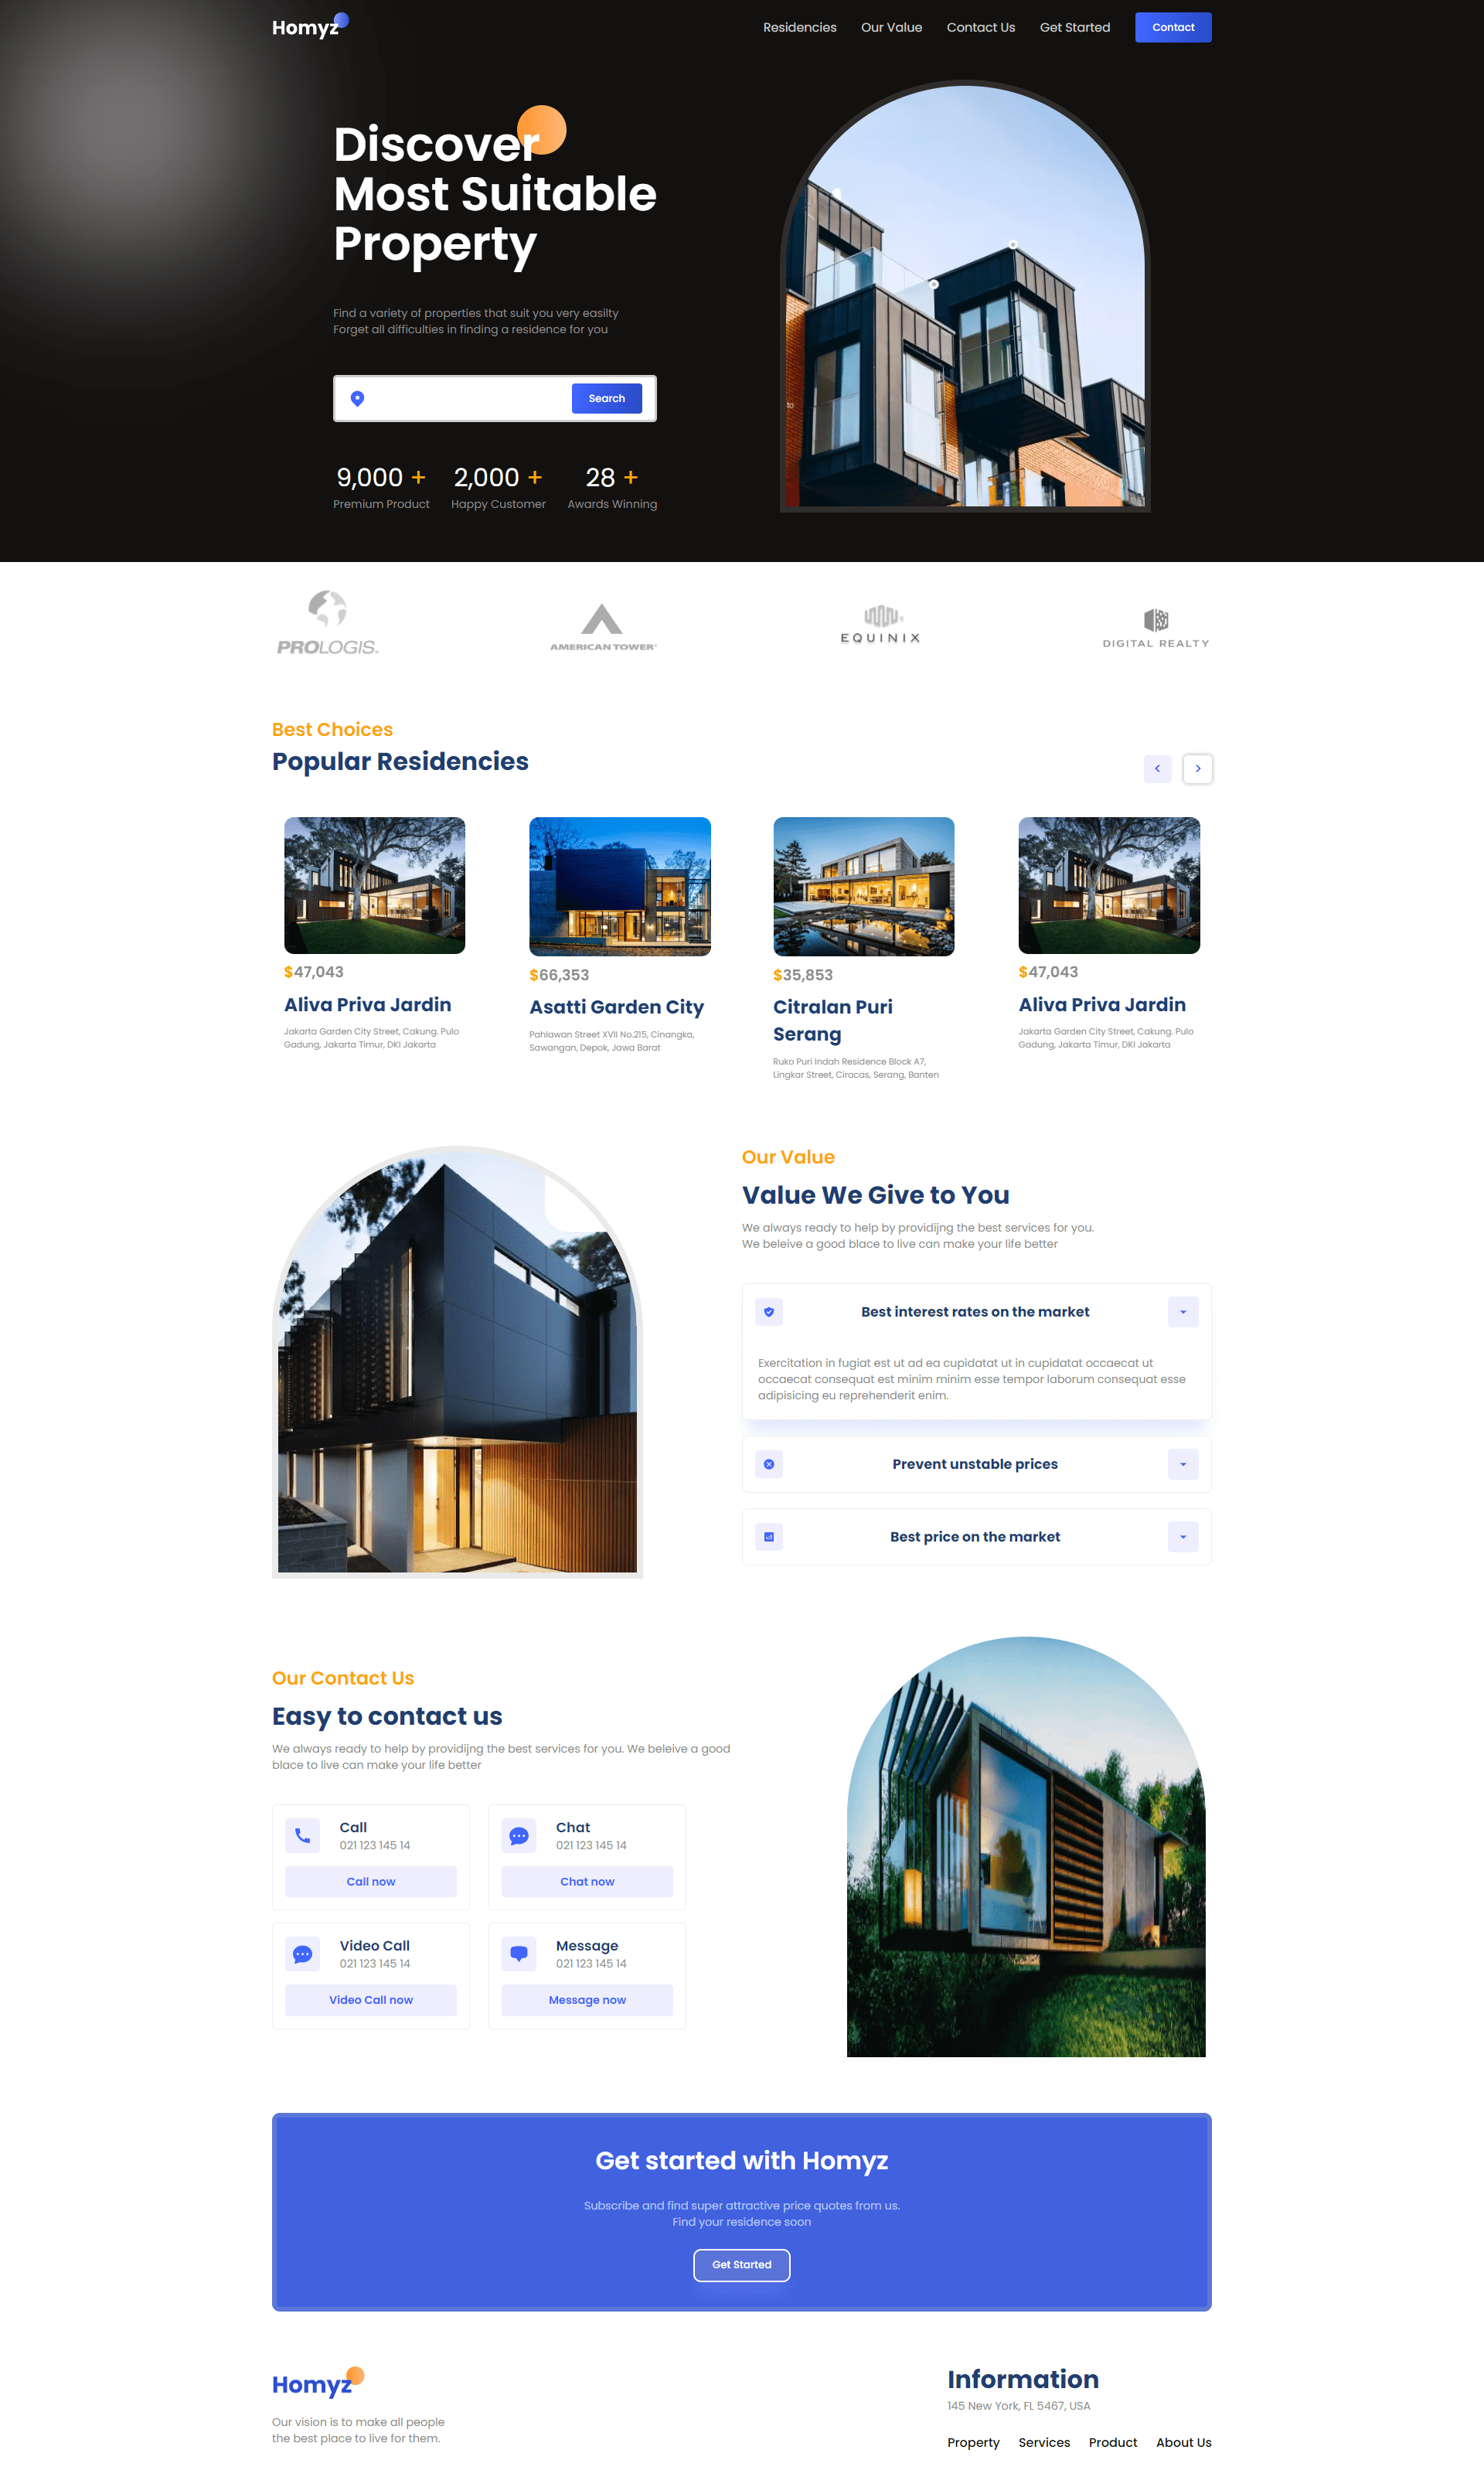 Homyz
Residencies
Our Value
Contact Us
Get Started
Contact
Discover
Most Suitable
Property
Find a variety of properties that suit you very easilty
Forget all difficulties in finding a residence for you
Search
9,000 +
2,000 +
28 +
Premium Product
Happy Customer
Awards Winning
to
PROLOGIS
AMERICAN TOWER
EQUINIX
DIGITAL REALTY
Best Choices
Popular Residencies
$47,043
Aliva Priva Jardin
Jakarta Garden City Street, Cakung. Pulo
Gadung, Jakarta Timur, DKI Jakarta
$66,353
Asatti Garden City
Pahlawan Street XVII No.215, Cinangka,
Sawangan, Depok, Jawa Barat
$35,853
Citralan Puri
Serang
Ruko Puri Indah Residence Block A7,
Lingkar Street, Ciracas, Serang, Banten
$47,043
Aliva Priva Jardin
Jakarta Garden City Street, Cakung. Pulo
Gadung, Jakarta Timur, DKI Jakarta
Our Value
Value We Give to You
We always ready to help by providijng the best services for you.
We beleive a good blace to live can make your life better
Best interest rates on the market
Exercitation in fugiat est ut ad ea cupidatat ut in cupidatat occaecat ut
occaecat consequat est minim minim esse tempor laborum consequat esse
adipisicing eu reprehenderit enim.
Prevent unstable prices
Best price on the market
Our Contact Us
Easy to contact us
We always ready to help by providijng the best services for you. We beleive a good
blace to live can make your life better
Call
021 123 145 14
Call now
Chat
021 123 145 14
Chat now
Video Call
021 123 145 14
Video Call now
Message
021 123 145 14
Message now
Get started with Homyz
Subscribe and find super attractive price quotes from us.
Find your residence soon
Get Started
Homyz
Our vision is to make all people
the best place to live for them.
Information
145 New York, FL 5467, USA
Property
Services
Product
About Us